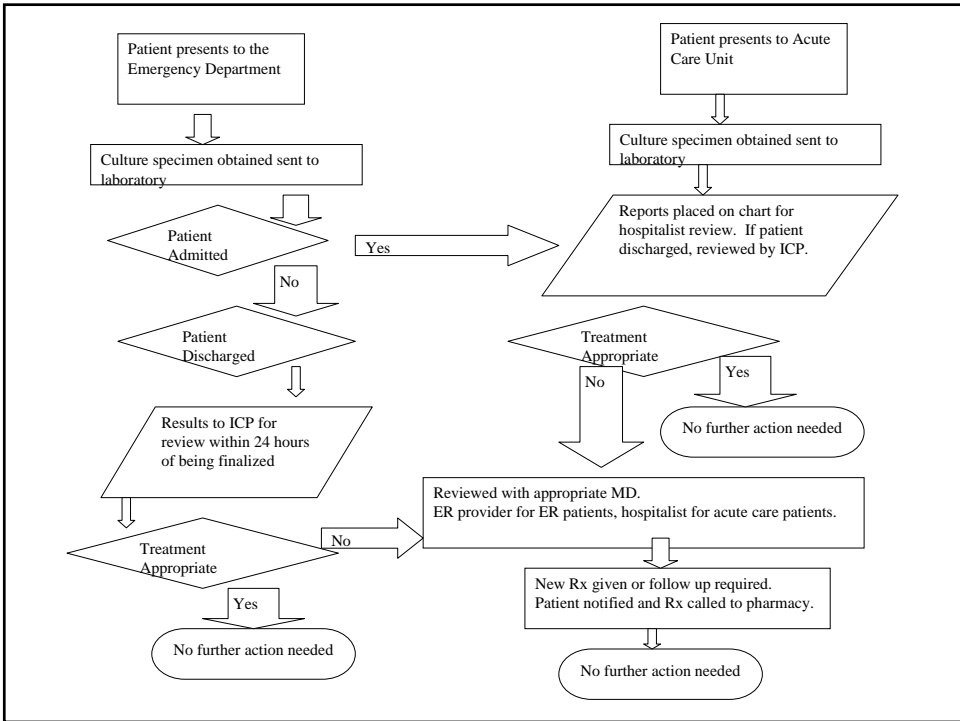 Patient presents to the
Emergency Department
Patient presents to Acute
Care Unit
Culture specimen obtained sent to
laboratory
Culture specimen obtained sent to
laboratory
Patient
Admitted
Yes
Reports placed on chart for
hospitalist review. If patient
discharged, reviewed by ICP.
No
Patient
Discharged
Treatment
Appropriate
No
Yes
Results to ICP for
review within 24 hours
of being finalized
No further action needed
Reviewed with appropriate MD.
ER provider for ER patients, hospitalist for acute care patients.
Treatment
Appropriate
No
Yes
New Rx given or follow up required.
Patient notified and Rx called to pharmacy.
No further action needed
No further action needed